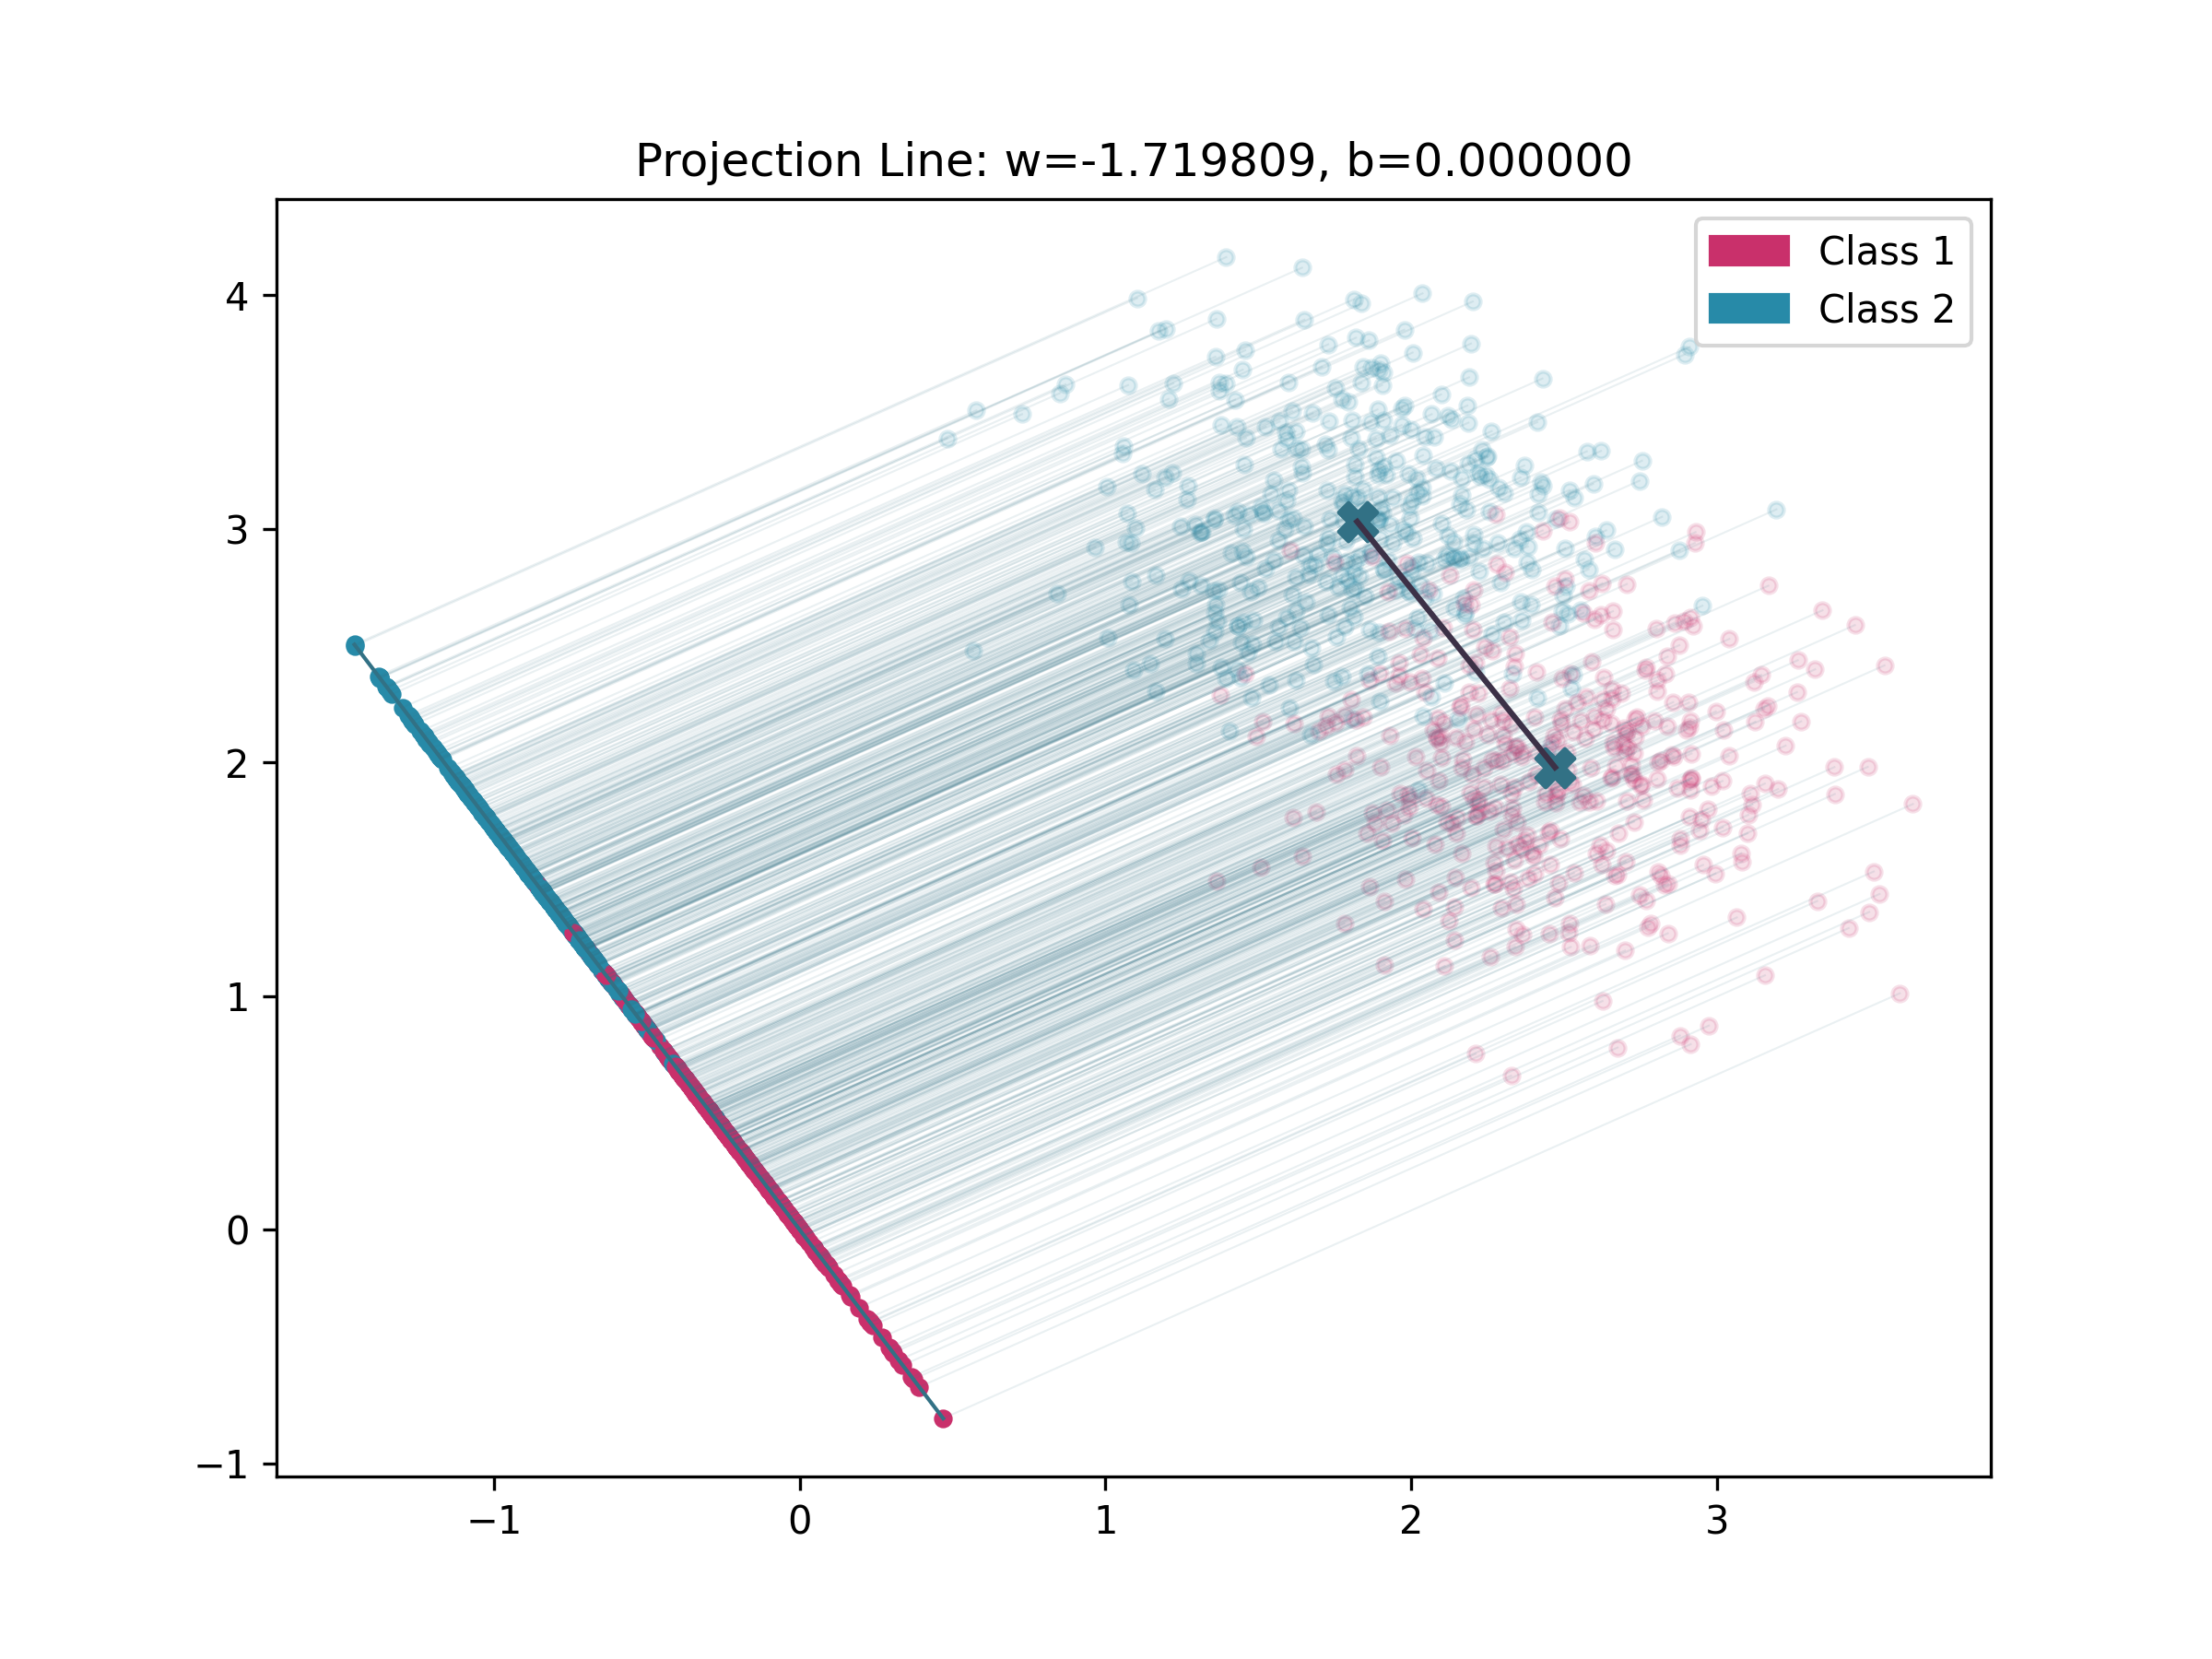 Projection Line: w=-1.719809, b=0.000000
Class 1
Class 2
4
3
2
1
0
−1
−1 0 1 2 3